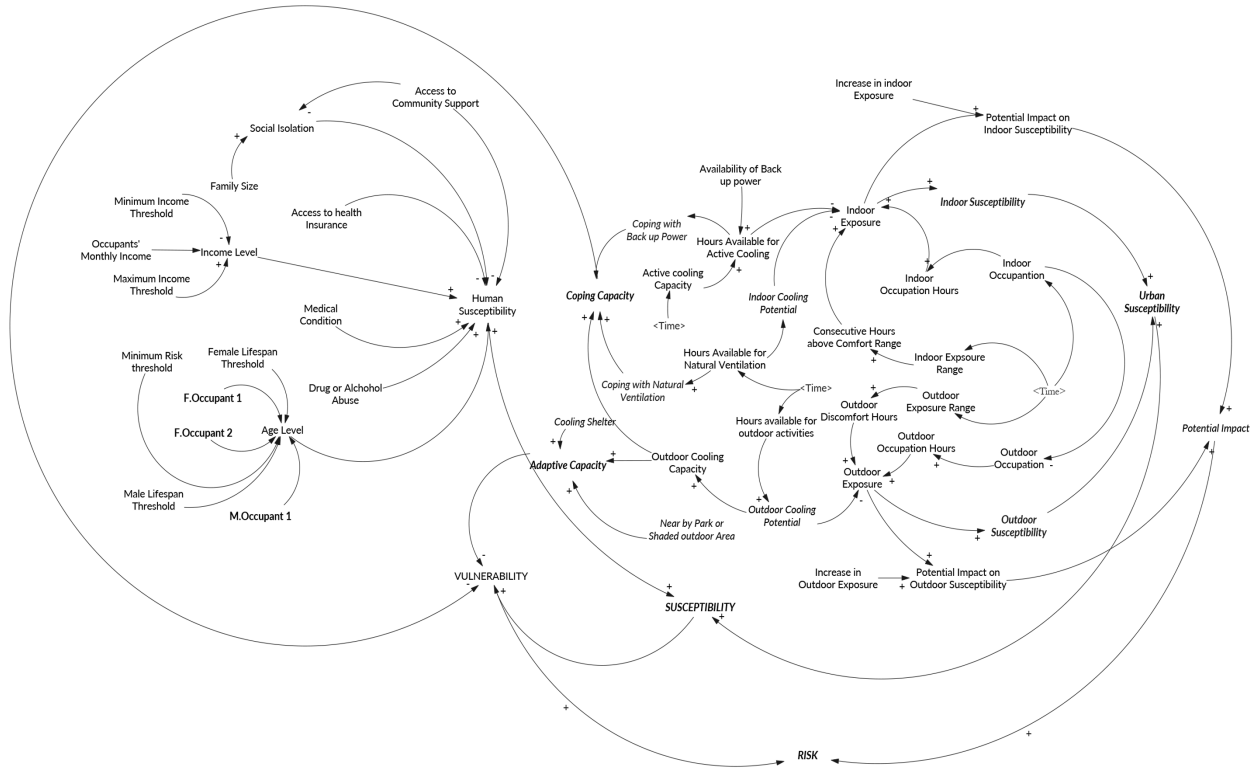 Access to
Community Support
Social Isolation
Family Size
Minimum Income
Threshold
Access to health
Insurance
Occupants'
Monthly Income
Income Level
Maximum Income
Threshold
Human
Susceptibility
Medical
Condition
Minimum Risk
threshold
Female Lifespan
Threshold
F.Occupant 1
Drug or Alchohol
Abuse
F.Occupant 2
Age Level
Male Lifespan
Threshold
M.Occupant 1
Increase in indoor
Exposure
Potential Impact on
Indoor Susceptibility
Availability of Back
up power
Coping with
Back up Power
Hours Available for
Active Cooling
Indoor
Exposure
Indoor Susceptibility
Active cooling
Capacity
Indoor
Occupation Hours
Indoor
Occupantion
Coping Capacity
<Time>
Indoor Cooling
Potential
Urban
Susceptibility
Consecutive Hours
above Comfort Range
Hours Available for
Natural Ventilation
Indoor Expsoure
Range
Coping with Natural
Ventilation
<Time>
<Time>
Outdoor
Discomfort Hours
Outdoor
Exposure Range
Cooling Shelter
Hours available for
outdoor activities
Outdoor
Occupation Hours
Potential Impact
Adaptive Capacity
Outdoor Cooling
Capacity
Outdoor
Occupation
Outdoor
Exposure
Near by Park or
Shaded outdoor Area
Outdoor Cooling
Potential
Outdoor
Susceptibility
VULNERABILITY
Increase in
Outdoor Exposure
Potential Impact on
Outdoor Susceptibility
SUSCEPTIBILITY
RISK